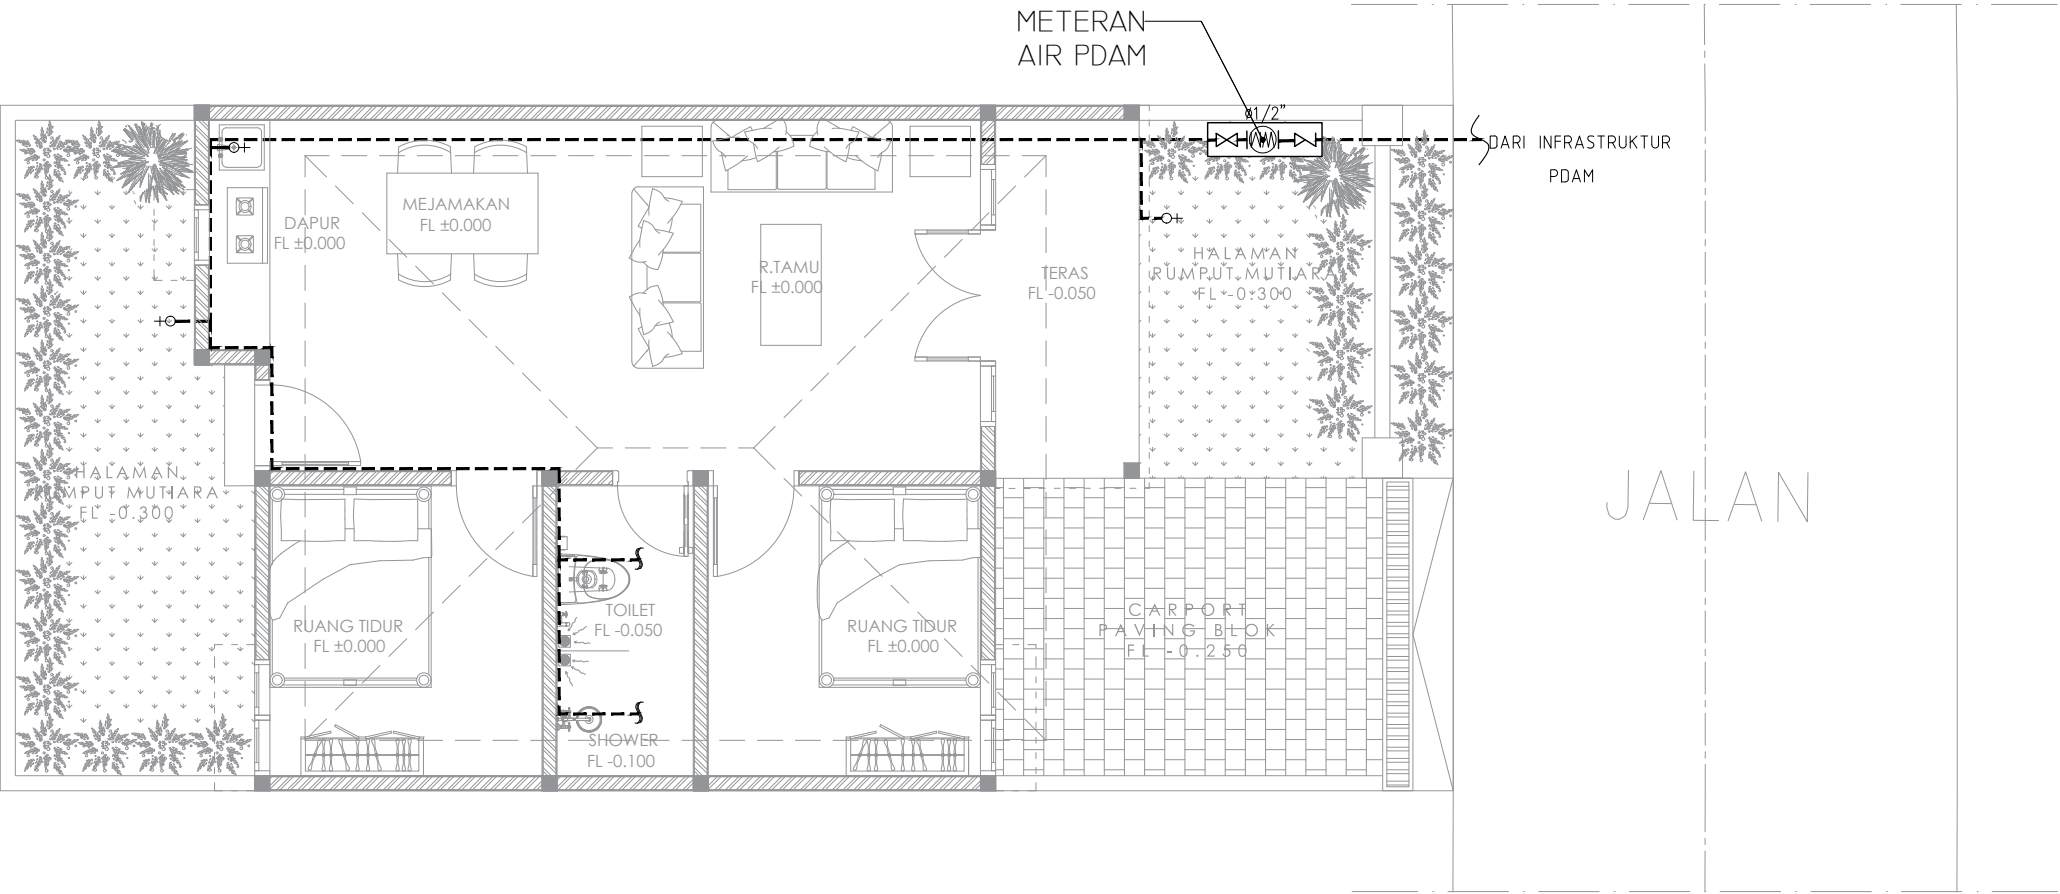 METERAN
AIR PDAM
ø1/2"
DARI INFRASTRUKTUR
PDAM
MEJAMAKAN
FL ±0.000
DAPUR
FL ±0.000
R.TAMU
FL ±0.000
TERAS
FL -0.050
HALAMAN
RUMPUT MUTIARA
FL -0.300
HALAMAN
MPUT MUTIARA
FL -0.300
JALAN
RUANG TIDUR
FL ±0.000
TOILET
FL -0.050
RUANG TIDUR
FL ±0.000
CARPORT
PAVING BLOK
FL -0.250
SHOWER
FL -0.100